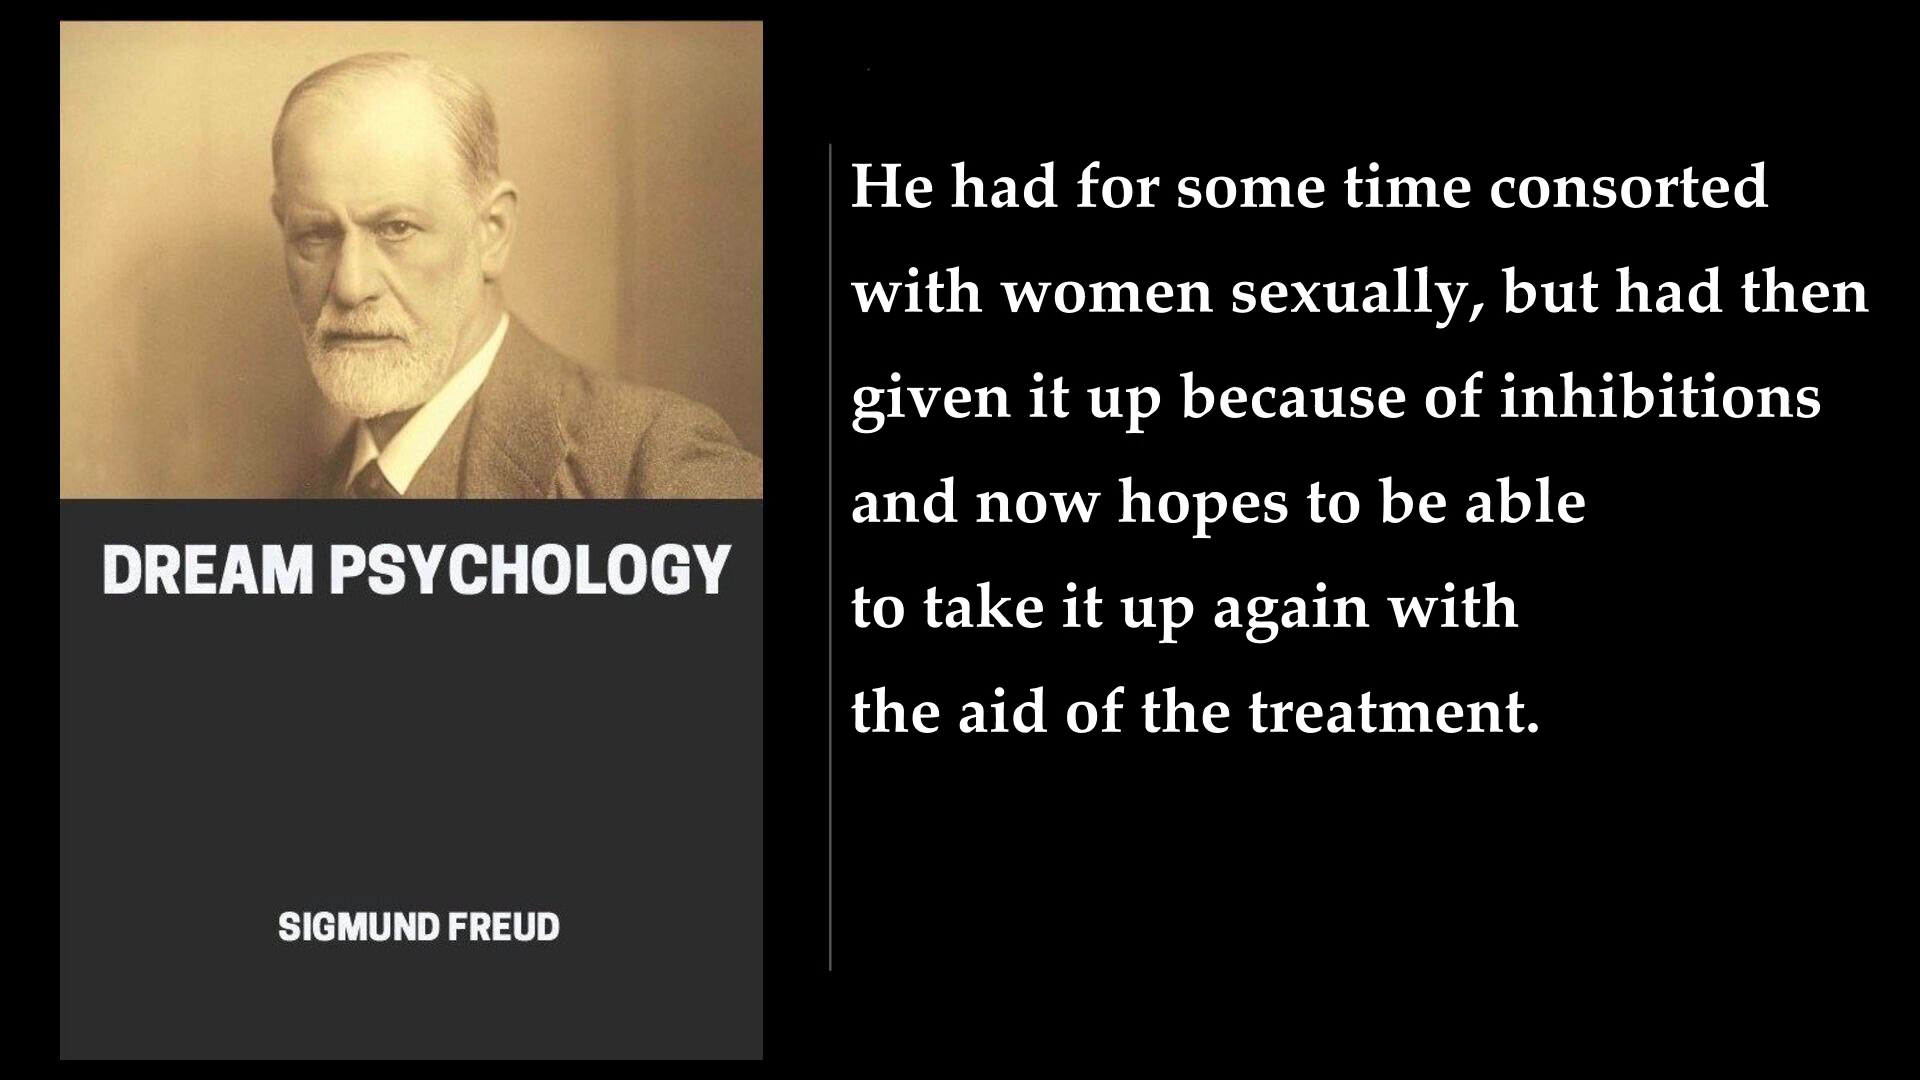 DREAM PSYCHOLOGY
SIGMUND FREUD
He had for some time consorted
with women sexually, but had then
given it up because of inhibitions
and now hopes to be able
to take it up again with
the aid of the treatment.